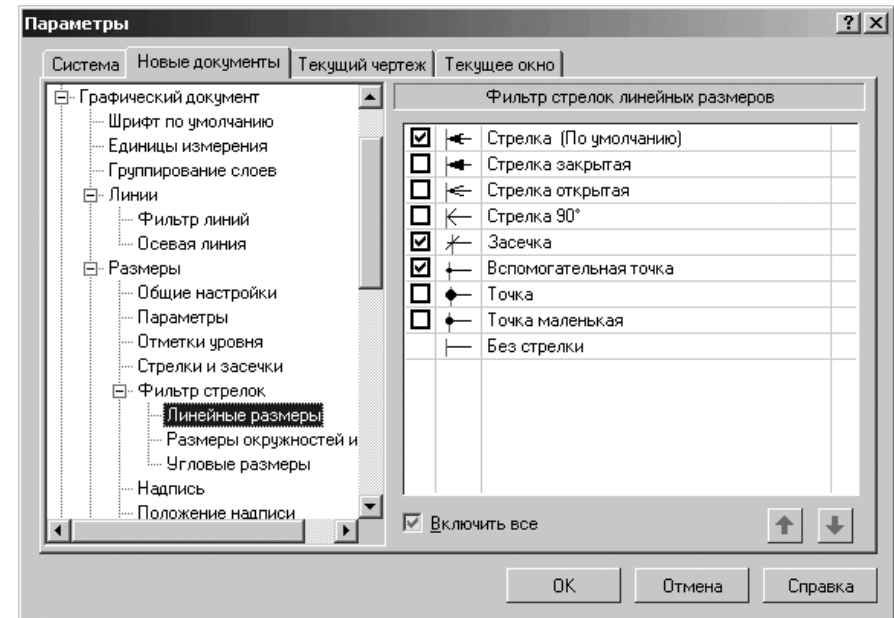 Параметры
Система Новые документы Текущий чертеж Текущее окно
Графический документ
Шрифт по умолчанию
Единицы измерения
Группирование слоев
Линии
Фильтр линий
Осевая линия
Размеры
Общие настройки
Параметры
Отметки уровня
Стрелки и засечки
Фильтр стрелок
Линейные размеры
Размеры окружностей и
Угловые размеры
Надпись
Положение надписи
Фильтр стрелок линейных размеров
Стрелка (По умолчанию)
Стрелка закрытая
Стрелка открытая
Стрелка 90°
Засечка
Вспомогательная точка
Точка
Точка маленькая
Без стрелки
Включить все
OK Отмена Справка